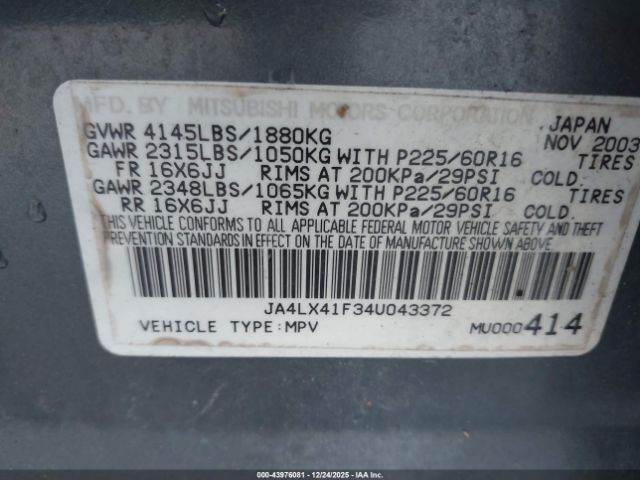 MFD. BY MITSUBISHI MOTORS CORPORATION JAPAN
GVWR 4145LBS/1880KG NOV 2003
GAWR 2315LBS/1050KG WITH P225/60R16 TIRES
FR 16X6JJ RIMS AT 200KPa/29PSI COLD.
GAWR 2348LBS/1065KG WITH P225/60R16 TIRES
RR 16X6JJ RIMS AT 200KPa/29PSI COLD.
THIS VEHICLE CONFORMS TO ALL APPLICABLE FEDERAL MOTOR VEHICLE SAFETY AND THEFT
PREVENTION STANDARDS IN EFFECT ON THE DATE OF MANUFACTURE SHOWN ABOVE.
JA4LX41F34U043372
VEHICLE TYPE:MPV MU000414
000-43976081 - 12/24/2025 - IAAI.COM